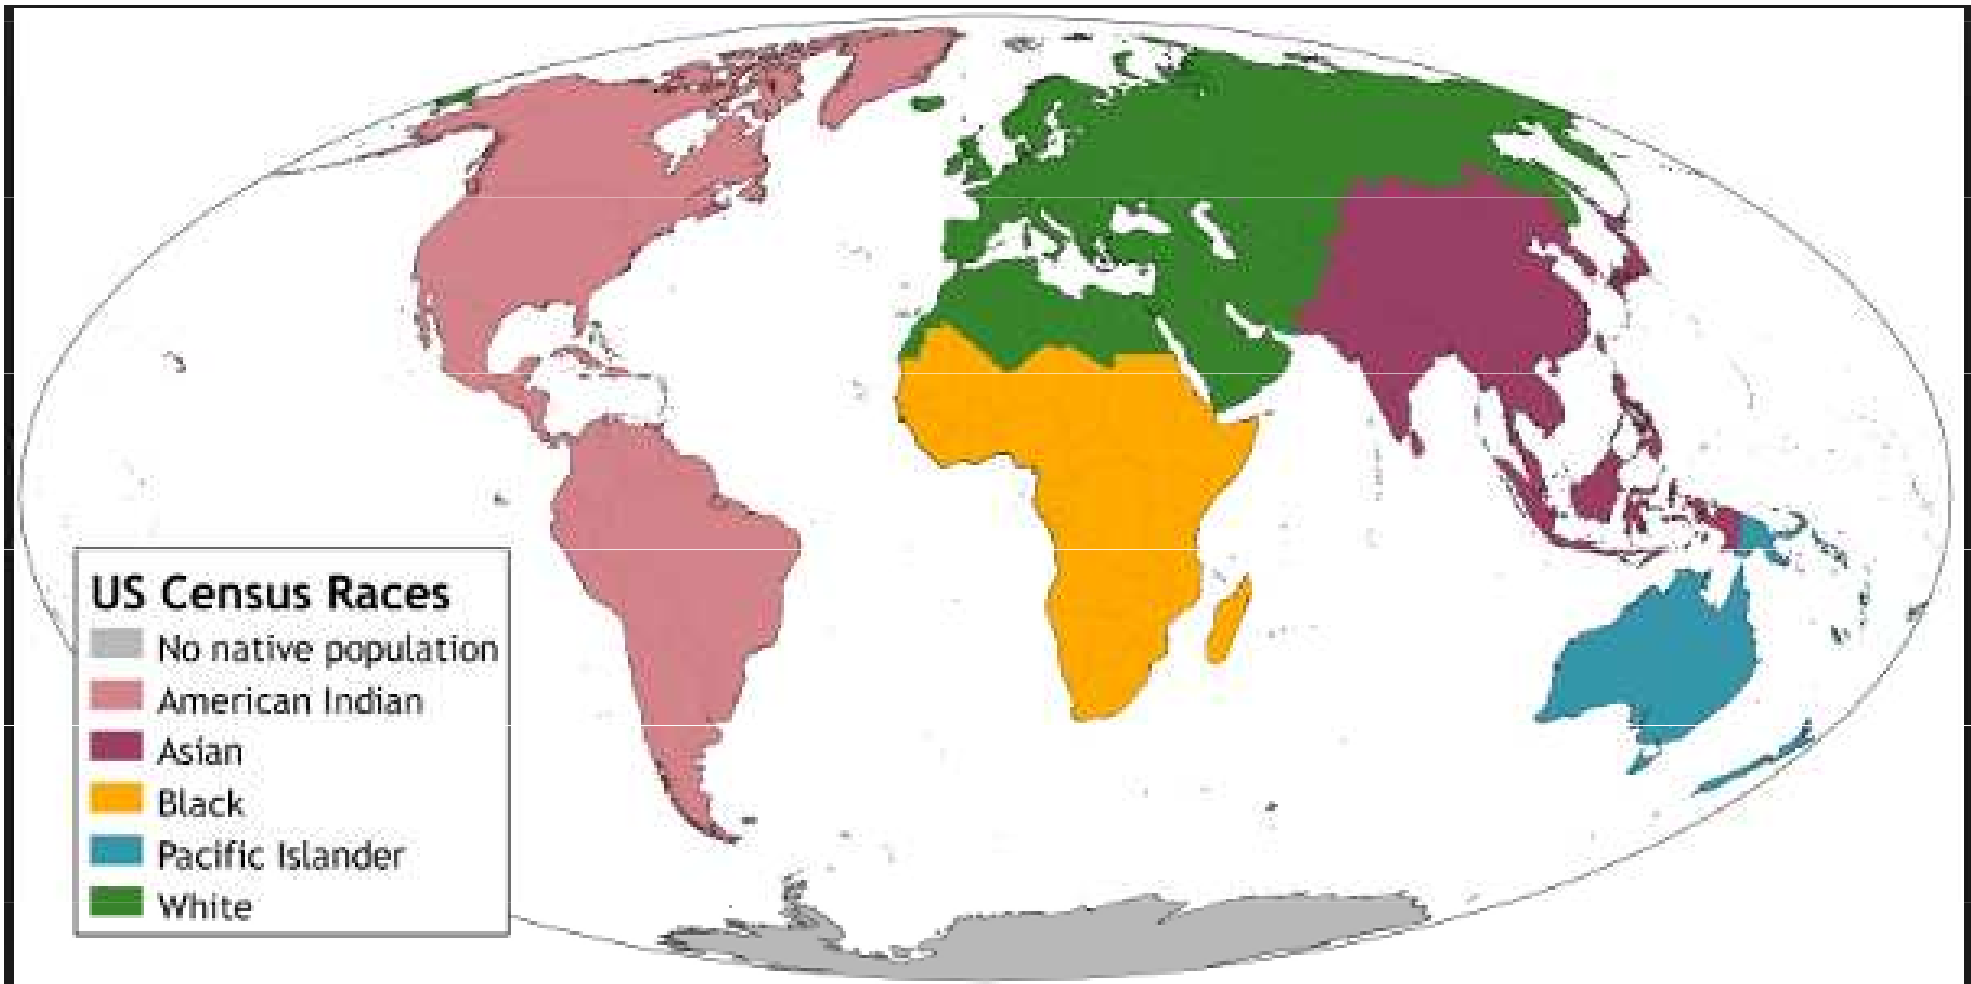 US Census Races
No native population
American Indian
Asian
Black
Pacific Islander
White